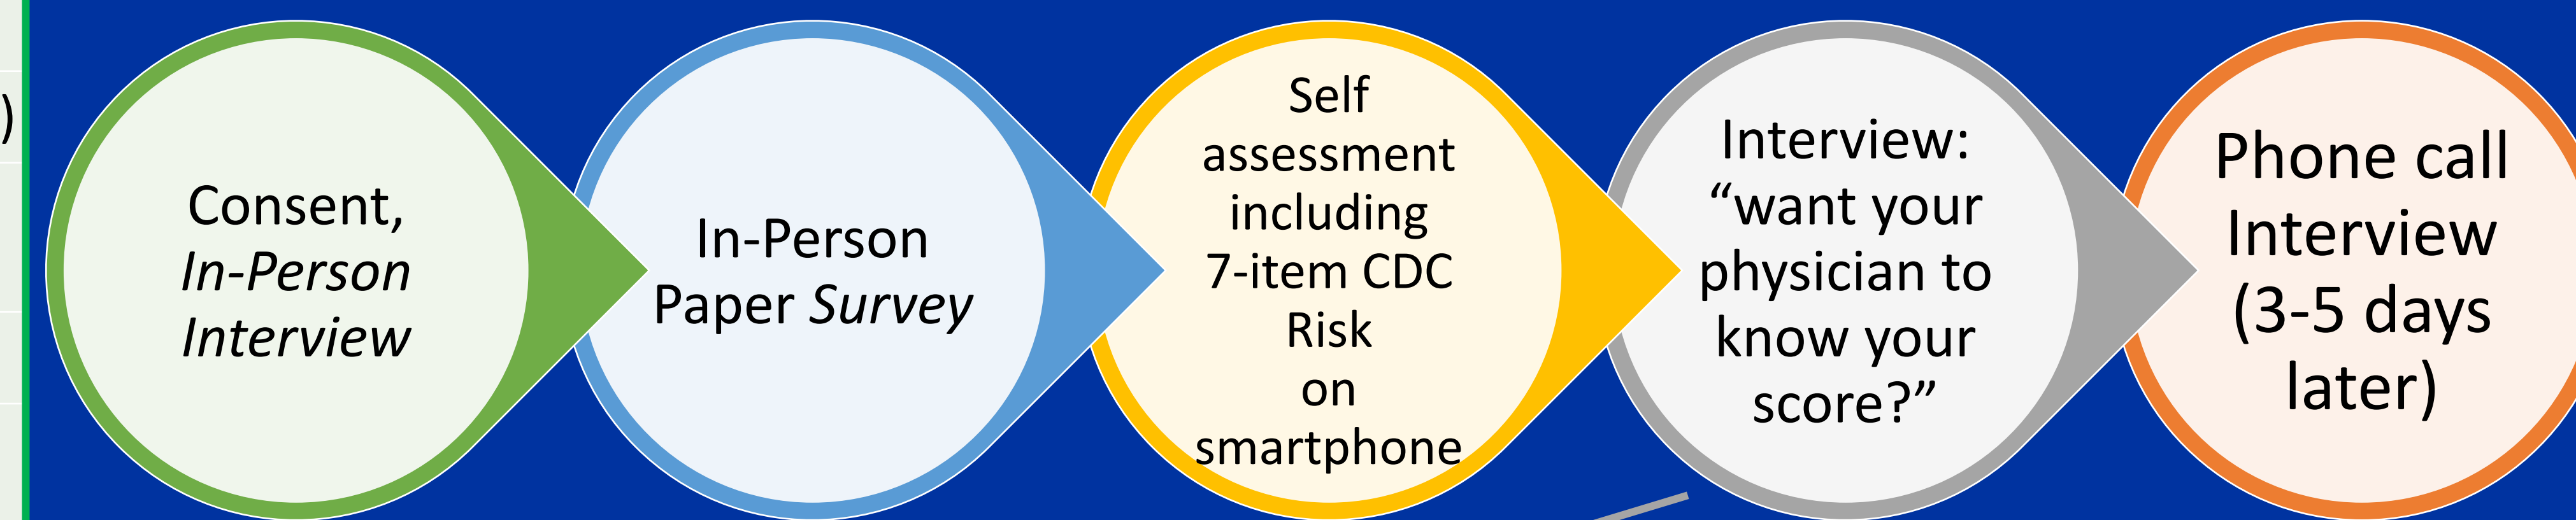 )
Consent,
In-Person
Interview
In-Person
Paper Survey
Self
assessment
including
7-item CDC
Risk
on
smartphone
Interview:
“want your
physician to
know your
score?”
Phone call
Interview
(3-5 days
later)